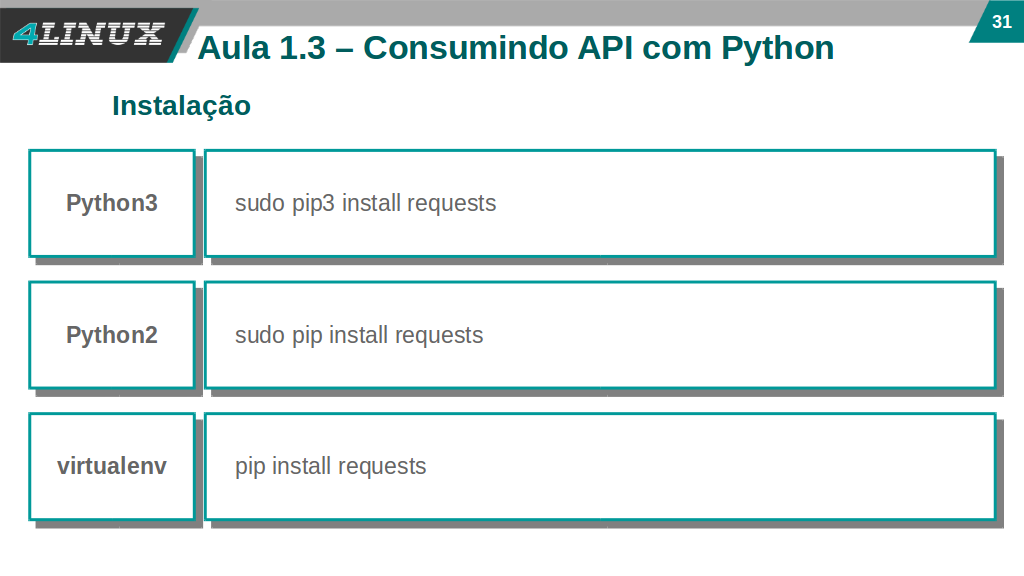 4LINUX
31
Aula 1.3 – Consumindo API com Python
Instalação
Python3
sudo pip3 install requests
Python2
sudo pip install requests
virtualenv
pip install requests